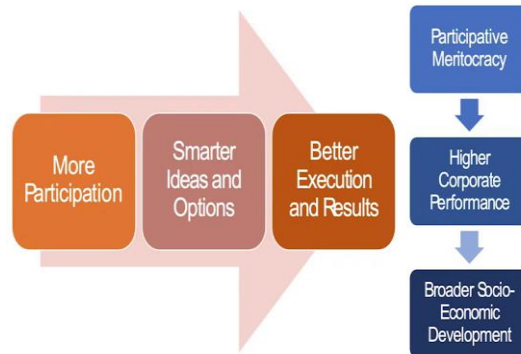 More
Participation
Smarter
Ideas and
Options
Better
Execution
and Results
Participative
Meritocracy
Higher
Corporate
Performance
Broader Socio-
Economic
Development